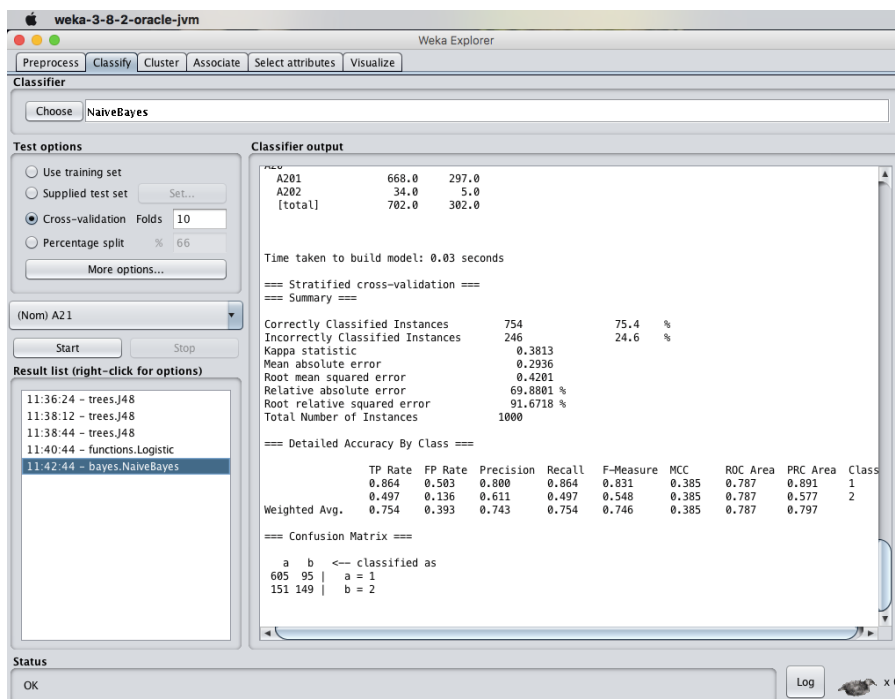 weka-3-8-2-oracle-jvm
Weka Explorer
Preprocess Classify Cluster Associate Select attributes Visualize
Classifier
Choose NaiveBayes
Test options
Use training set
Supplied test set Set...
Cross-validation Folds 10
Percentage split % 66
More options...
(Nom) A21
Start Stop
Result list (right-click for options)
11:36:24 - trees.J48
11:38:12 - trees.J48
11:38:44 - trees.J48
11:40:44 - functions.Logistic
11:42:44 - bayes.NaiveBayes
Classifier output
A20
A201 668.0 297.0
A202 34.0 5.0
[total] 702.0 302.0
Time taken to build model: 0.03 seconds
=== Stratified cross-validation ===
=== Summary ===
Correctly Classified Instances 754 75.4 %
Incorrectly Classified Instances 246 24.6 %
Kappa statistic 0.3813
Mean absolute error 0.2936
Root mean squared error 0.4201
Relative absolute error 69.8801 %
Root relative squared error 91.6718 %
Total Number of Instances 1000
=== Detailed Accuracy By Class ===
TP Rate FP Rate Precision Recall F-Measure MCC ROC Area PRC Area Class
0.864 0.503 0.800 0.864 0.831 0.385 0.787 0.891 1
0.497 0.136 0.611 0.497 0.548 0.385 0.787 0.577 2
Weighted Avg. 0.754 0.393 0.743 0.754 0.746 0.385 0.787 0.797
=== Confusion Matrix ===
a b <-- classified as
605 95 | a = 1
151 149 | b = 2
Status
OK
Log
x